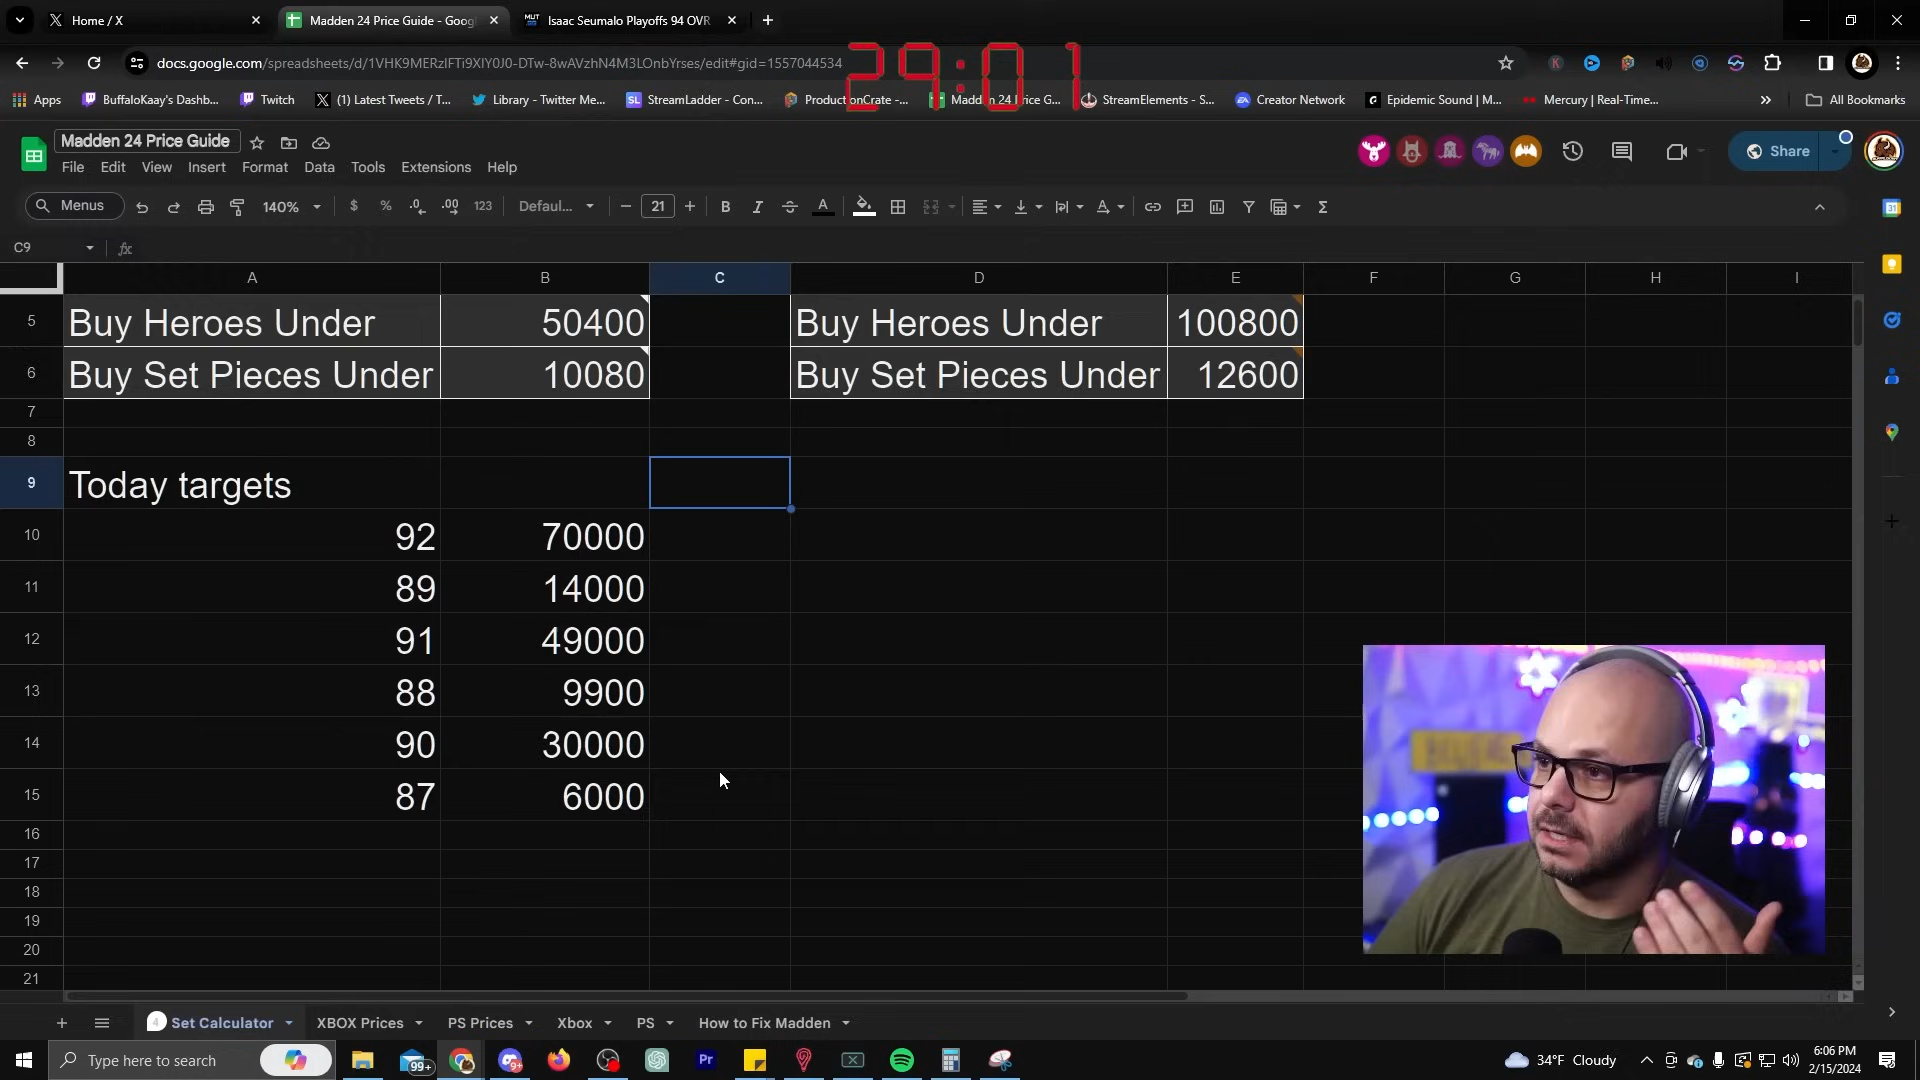 Home / X
Madden 24 Price Guide - Goog
Isaac Seumalo Playoffs 94 OVR
29:01
docs.google.com/spreadsheets/d/1VHK9MERzIFTi9XIY0J0-DTw-8wAVzhN4M3LOnbYrses/edit#gid=1557044534
Apps
BuffaloKaay's Dashb...
Twitch
(1) Latest Tweets / T...
Library - Twitter Me...
StreamLadder - Con...
ProductionCrate -...
Madden 24 Price G...
StreamElements - S...
Creator Network
Epidemic Sound | M...
Mercury | Real-Time...
All Bookmarks
Madden 24 Price Guide
File Edit View Insert Format Data Tools Extensions Help
Share
Menus 140% $ % .0 .00 123 Defaul... 21 B I A
C9
A B C D E F G H I
5 Buy Heroes Under 50400 Buy Heroes Under 100800
6 Buy Set Pieces Under 10080 Buy Set Pieces Under 12600
7
8
9 Today targets
10 92 70000
11 89 14000
12 91 49000
13 88 9900
14 90 30000
15 87 6000
16
17
18
19
20
21
4 Set Calculator XBOX Prices PS Prices Xbox PS How to Fix Madden
Type here to search
99+
34°F Cloudy
6:06 PM
2/15/2024